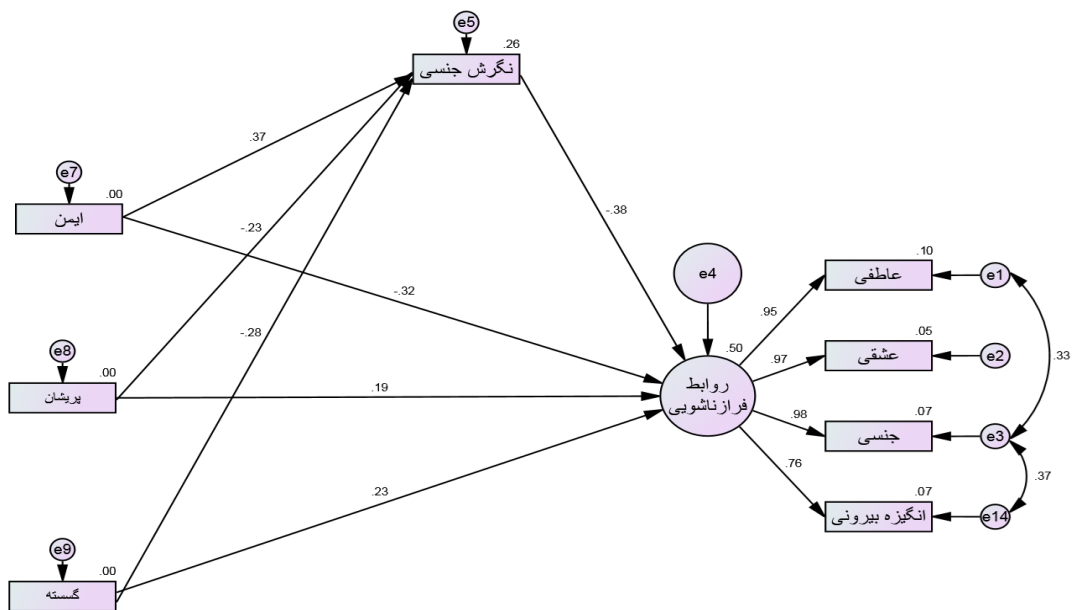 e5
.26
نگرش جنسی
.37
e7
.00
ایمن
-.23
-.38
-.32
e4
.10
عاطفی
e1
.95
-.28
.05
عشقی
e2
.33
e8
.00
پریشان
.19
.50
روابط
فرازناشویی
.97
.98
.07
جنسی
e3
.76
.37
.23
.07
انگیزه بیرونی
e14
e9
.00
گسسته